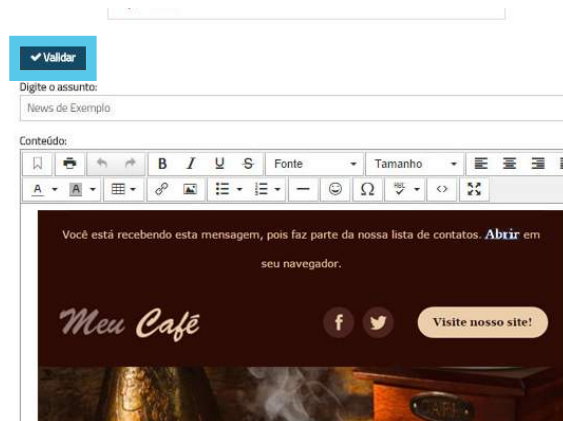 Validar
Digite o assunto:
News de Exemplo
Conteúdo:
B I U S Fonte Tamanho
A A Ω
Você está recebendo esta mensagem, pois faz parte da nossa lista de contatos. Abrir em
seu navegador.
Meu Café
f
Visite nosso site!
CAFÉ